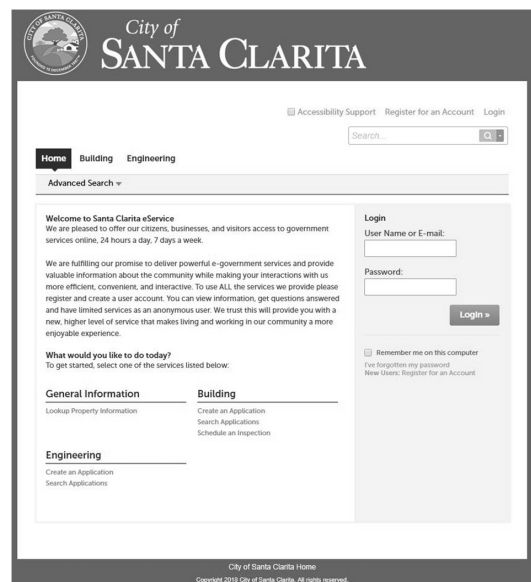 City of
SANTA CLARITA
Accessibility Support Register for an Account Login
Search...
Home Building Engineering
Advanced Search
Welcome to Santa Clarita eService
We are pleased to offer our citizens, businesses, and visitors access to government
services online, 24 hours a day, 7 days a week.
We are fulfilling our promise to deliver powerful e-government services and provide
valuable information about the community while making your interactions with us
more efficient, convenient, and interactive. To use ALL the services we provide please
register and create a user account. You can view information, get questions answered
and have limited services as an anonymous user. We trust this will provide you with a
new, higher level of service that makes living and working in our community a more
enjoyable experience.
What would you like to do today?
To get started, select one of the services listed below:
General Information
Lookup Property Information
Building
Create an Application
Search Applications
Schedule an Inspection
Engineering
Create an Application
Search Applications
Login
User Name or E-mail:
Password:
Login »
Remember me on this computer
I've forgotten my password
New Users: Register for an Account
City of Santa Clarita Home
Copyright 2018 City of Santa Clarita. All rights reserved.